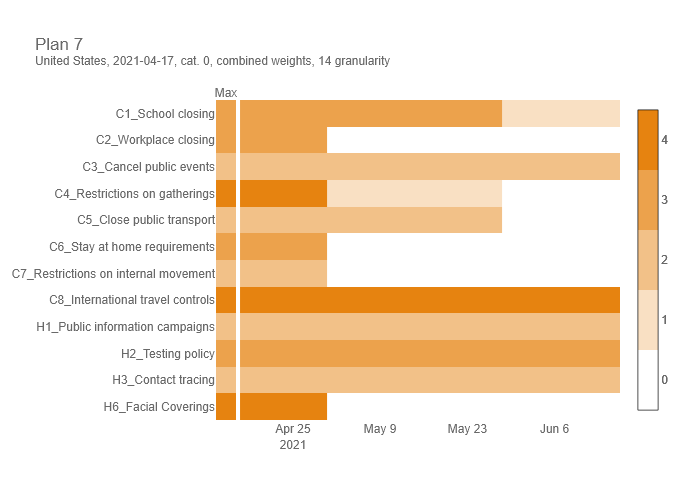 Plan 7
United States, 2021-04-17, cat. 0, combined weights, 14 granularity
Max
C1_School closing
C2_Workplace closing
C3_Cancel public events
C4_Restrictions on gatherings
C5_Close public transport
C6_Stay at home requirements
C7_Restrictions on internal movement
C8_International travel controls
H1_Public information campaigns
H2_Testing policy
H3_Contact tracing
H6_Facial Coverings
Apr 25 May 9 May 23 Jun 6
2021
4
3
2
1
0